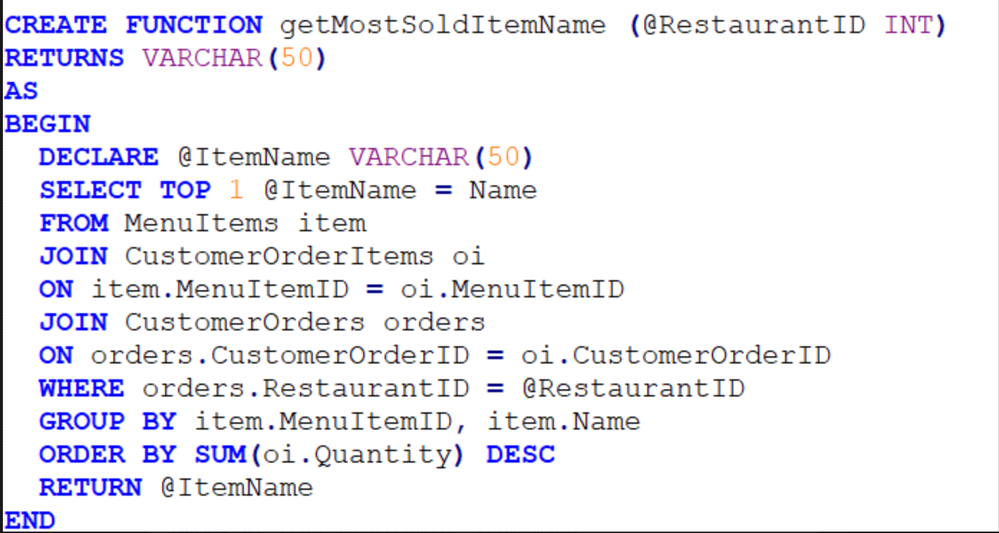 CREATE FUNCTION getMostSoldItemName (@RestaurantID INT)
RETURNS VARCHAR(50)
AS
BEGIN
  DECLARE @ItemName VARCHAR(50)
  SELECT TOP 1 @ItemName = Name
  FROM MenuItems item
  JOIN CustomerOrderItems oi
  ON item.MenuItemID = oi.MenuItemID
  JOIN CustomerOrders orders
  ON orders.CustomerOrderID = oi.CustomerOrderID
  WHERE orders.RestaurantID = @RestaurantID
  GROUP BY item.MenuItemID, item.Name
  ORDER BY SUM(oi.Quantity) DESC
  RETURN @ItemName
END